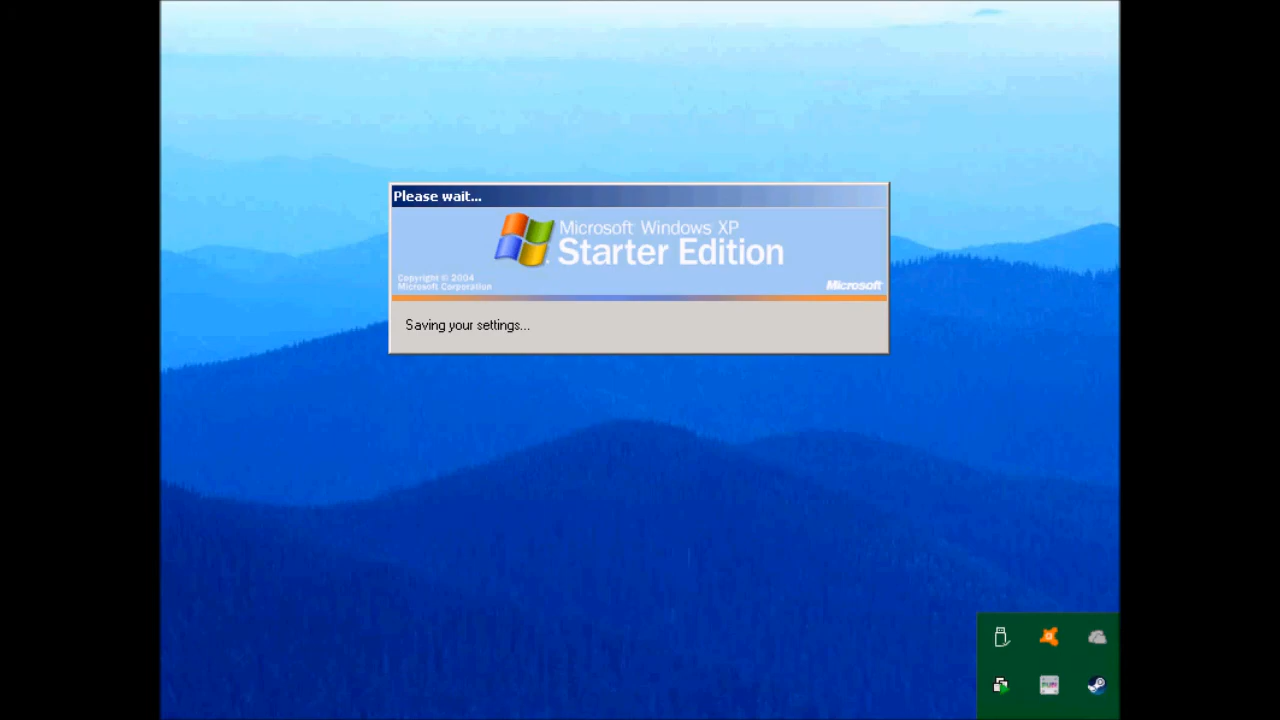 Please wait...
Microsoft Windows XP
Starter Edition
Copyright © 2004
Microsoft Corporation
Microsoft
Saving your settings...